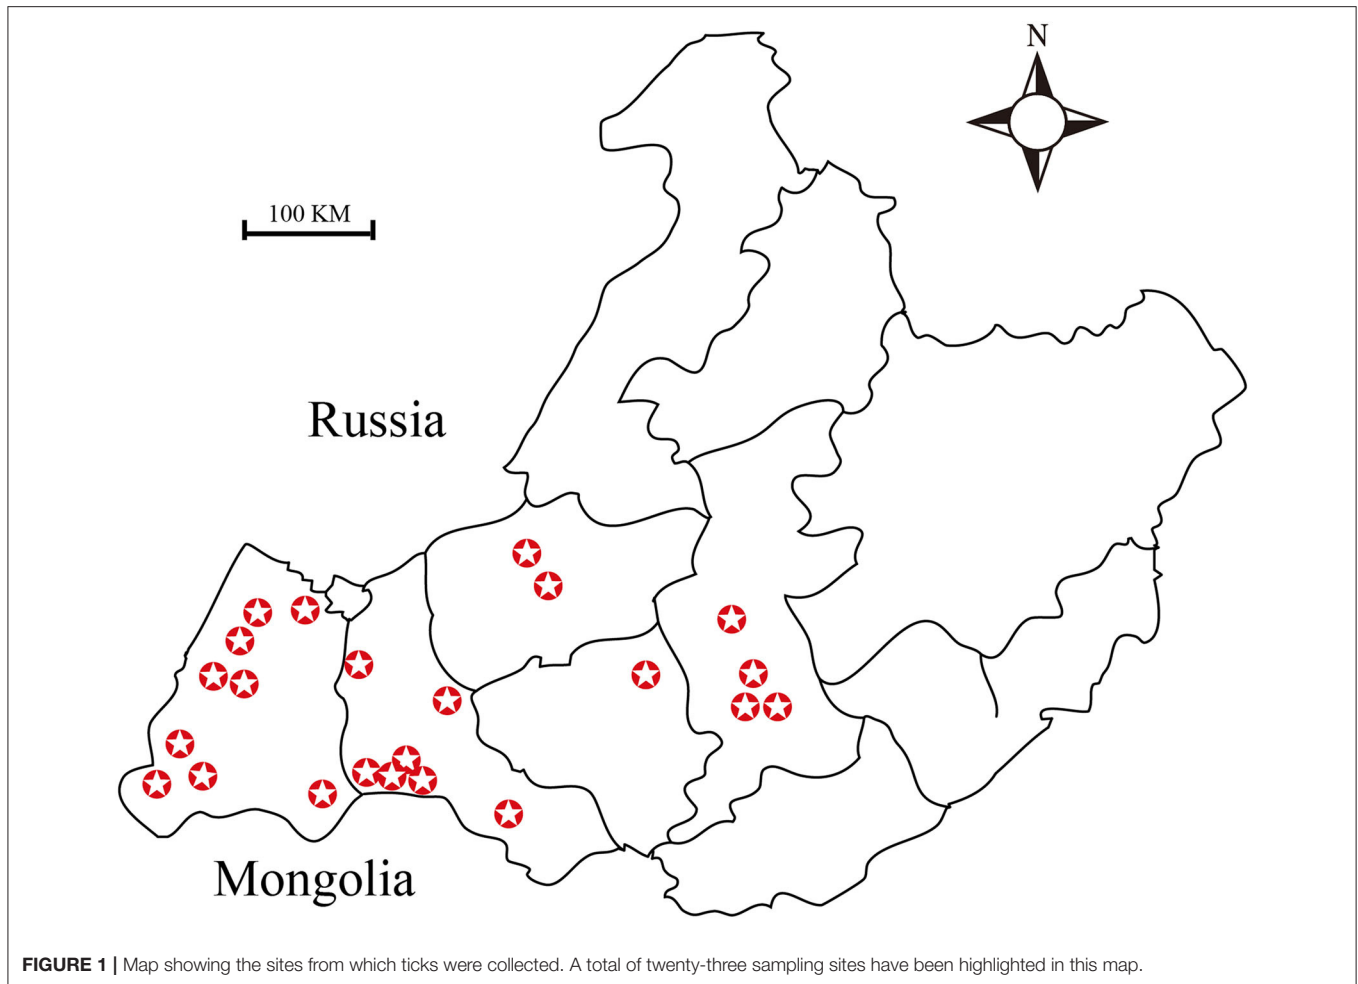 N
100 KM
Russia
Mongolia
FIGURE 1 | Map showing the sites from which ticks were collected. A total of twenty-three sampling sites have been highlighted in this map.